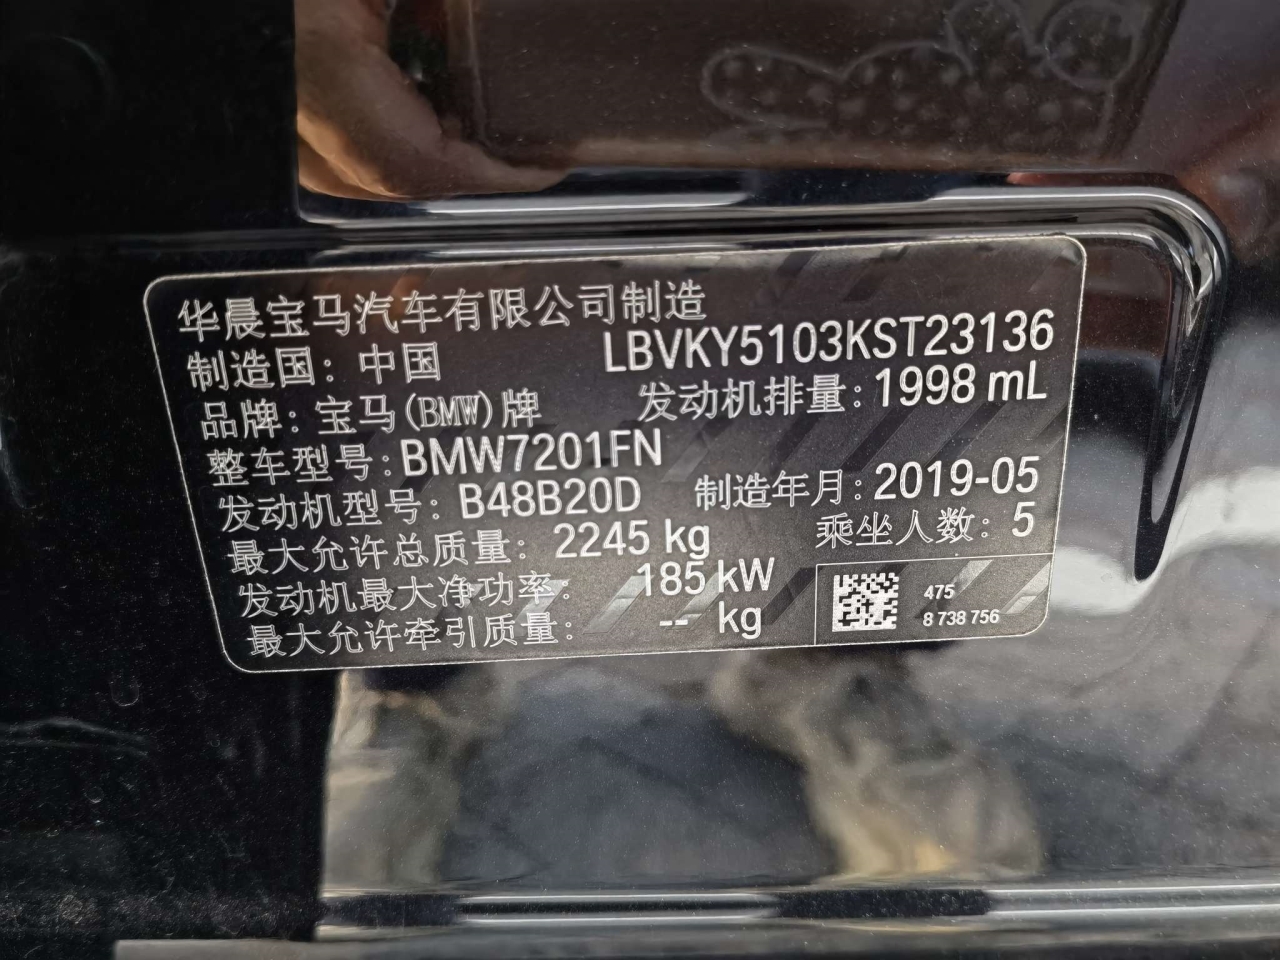 华晨宝马汽车有限公司制造
制造国：中国 LBVKY5103KST23136
品牌：宝马(BMW)牌 发动机排量：1998 mL
整车型号：BMW7201FN
发动机型号：B48B20D 制造年月：2019-05
最大允许总质量：2245 kg 乘坐人数：5
发动机最大净功率：185 kW
最大允许牵引质量：-- kg
475
8 738 756